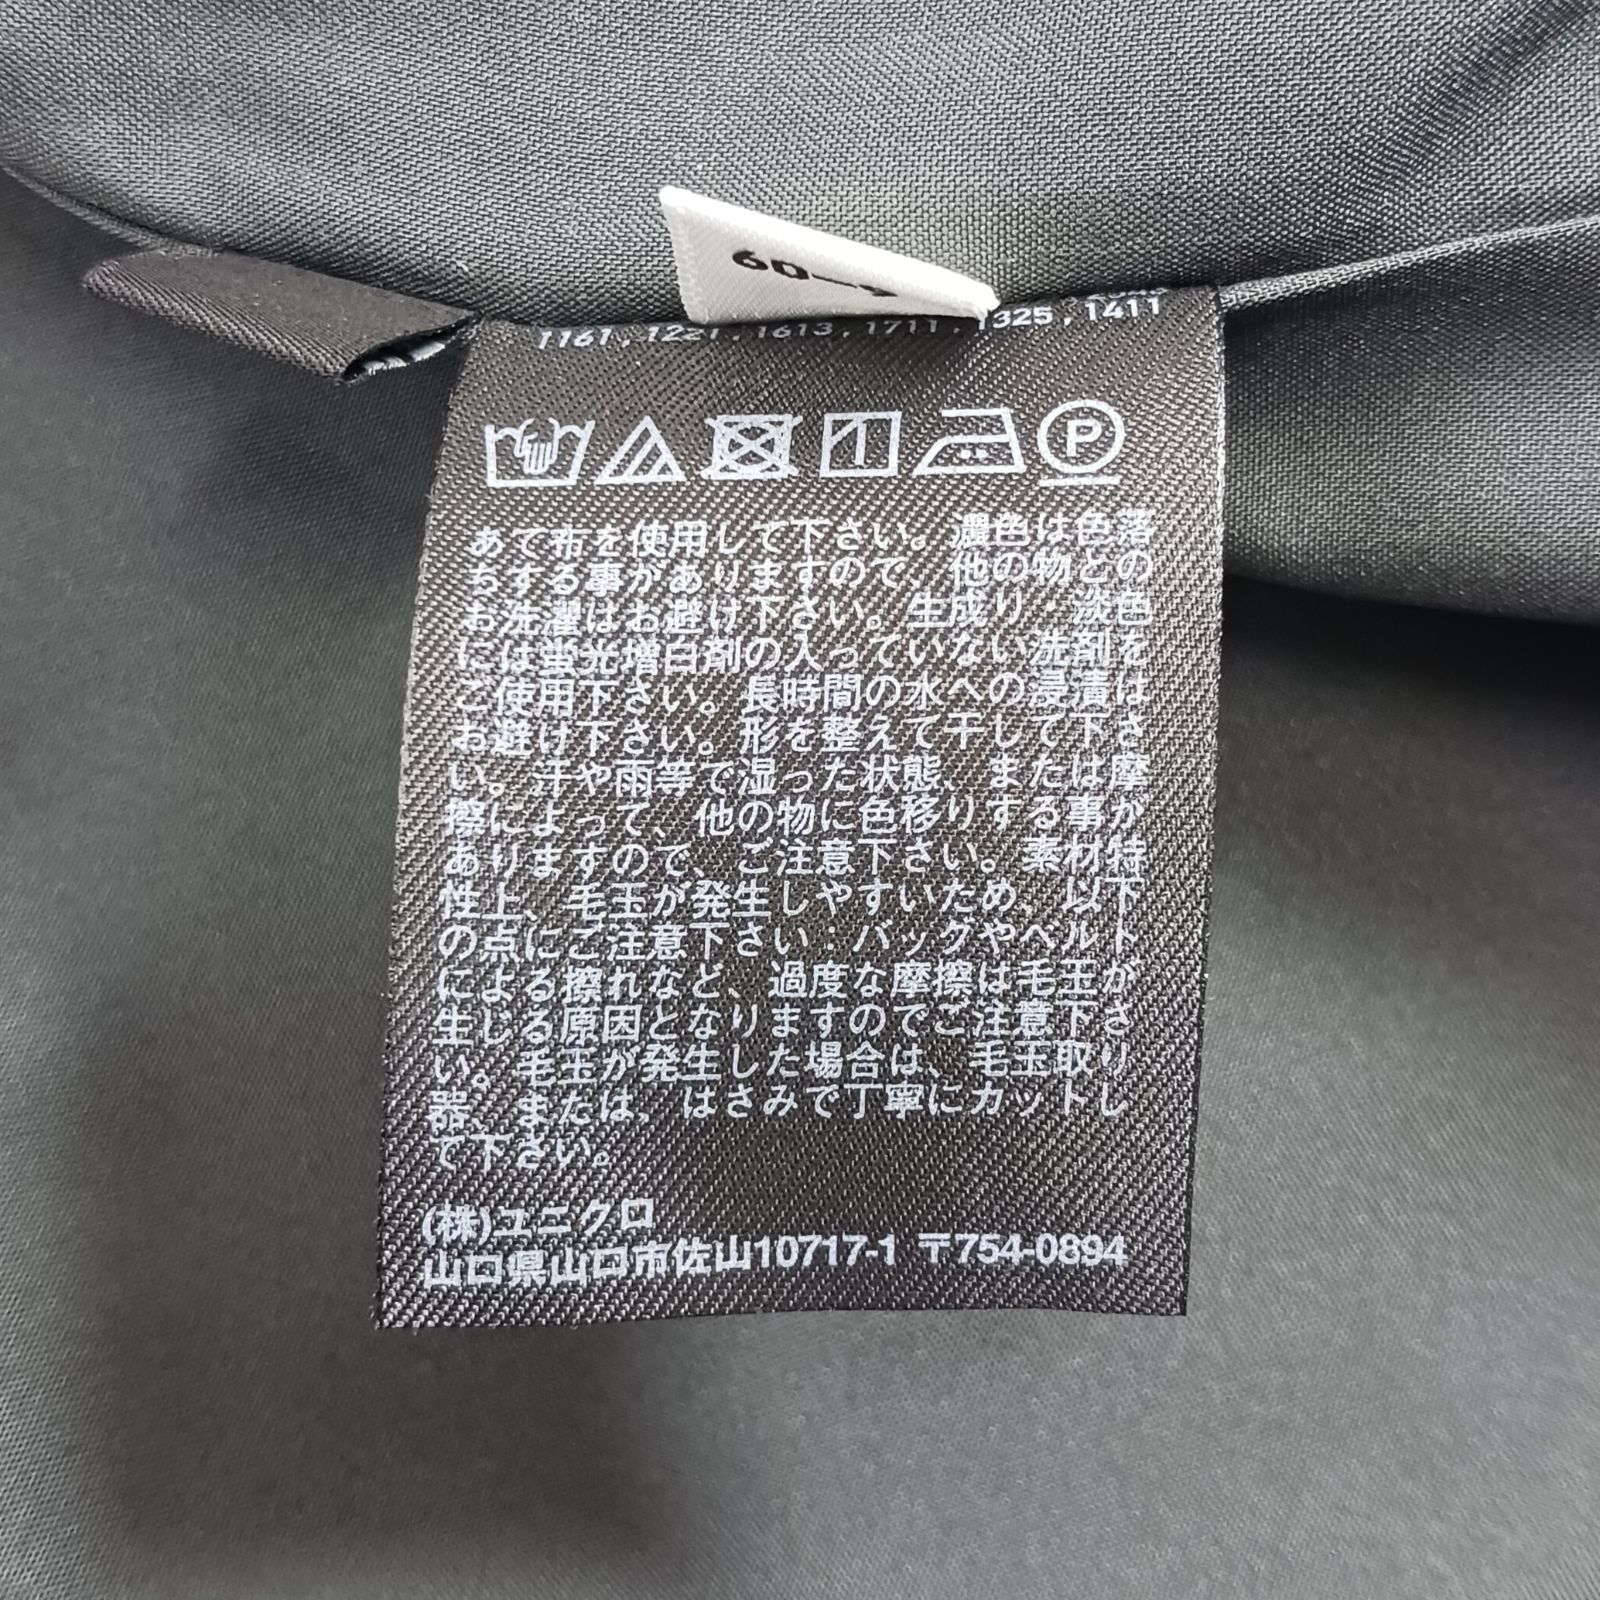 60
1161, 1221, 1613, 1711, 1325, 1411
P
あて布を使用して下さい。濃色は色落
ちする事がありますので、他の物との
お洗濯はお避け下さい。生成り・淡色
には蛍光増白剤の入っていない洗剤を
ご使用下さい。長時間の水への浸漬は
お避け下さい。形を整えて干して下さ
い。汗や雨等で湿った状態、または摩
擦によって、他の物に色移りする事が
ありますので、ご注意下さい。素材特
性上、毛玉が発生しやすいため、以下
の点にご注意下さい:バックやベルト
による擦れなど、過度な摩擦は毛玉が
生じる原因となりますのでご注意下さ
い。毛玉が発生した場合は、毛玉取り
器、または、はさみで丁寧にカットし
て下さい。
(株)ユニクロ
山口県山口市佐山10717-1 〒754-0894